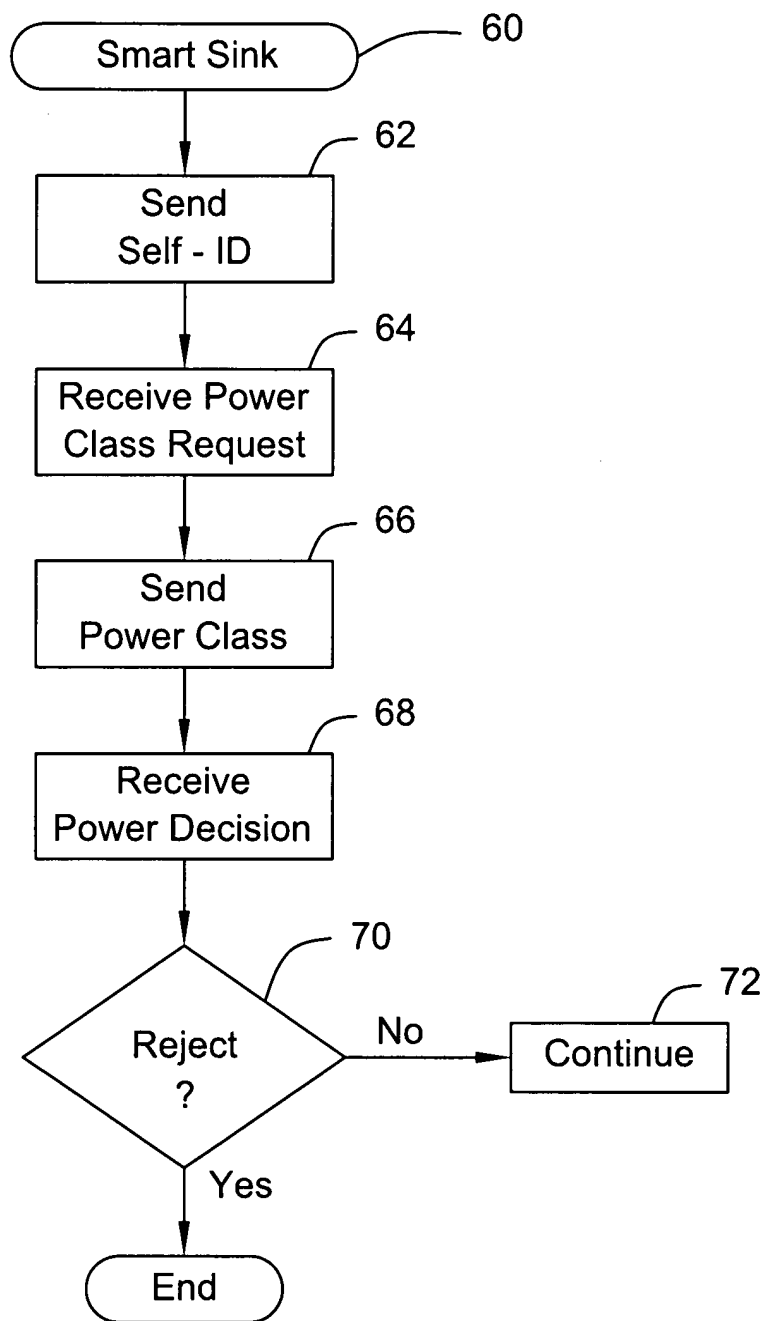 Smart Sink
60
62
Send
Self - ID
64
Receive Power
Class Request
66
Send
Power Class
68
Receive
Power Decision
70
Reject
?
No
72
Continue
Yes
End